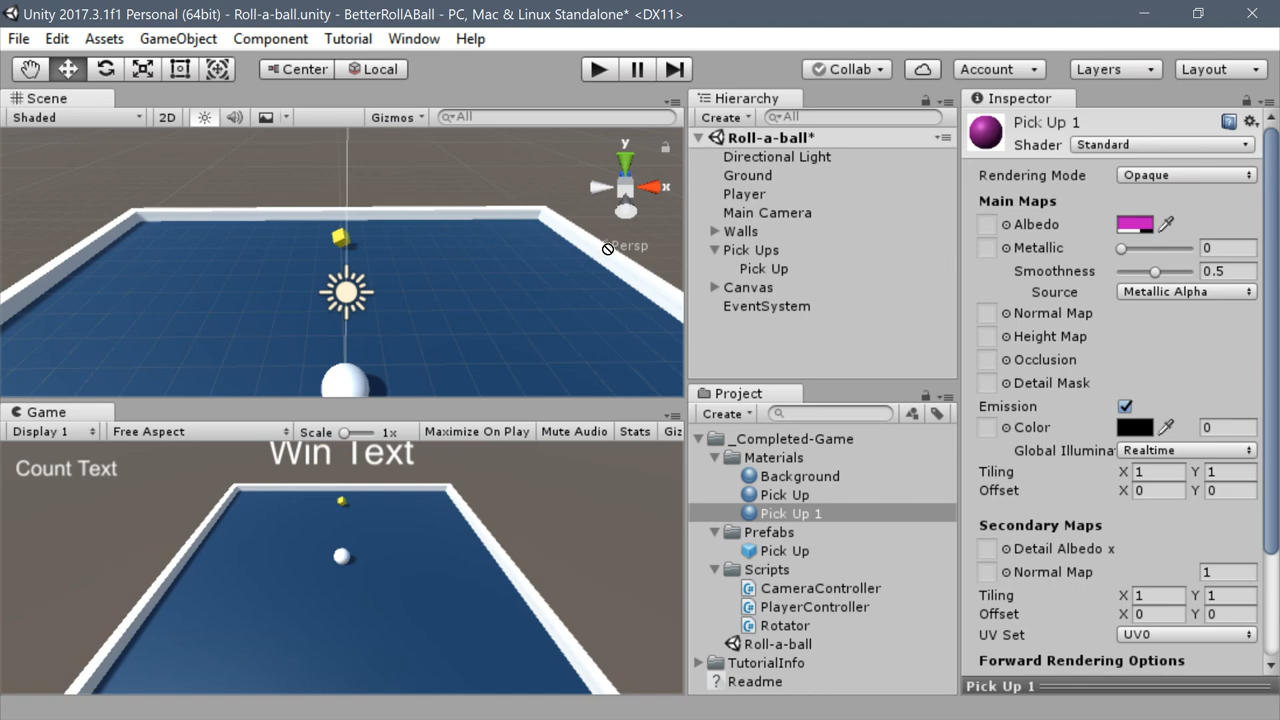 Unity 2017.3.1f1 Personal (64bit) - Roll-a-ball.unity - BetterRollABall - PC, Mac & Linux Standalone* <DX11>
File Edit Assets GameObject Component Tutorial Window Help
Center Local Collab Account Layers Layout
Scene
Shaded 2D Gizmos All
y
x
Persp
Game
Display 1 Free Aspect Scale 1x Maximize On Play Mute Audio Stats Giz
Win Text
Count Text
Hierarchy
Create All
Roll-a-ball*
Directional Light
Ground
Player
Main Camera
Walls
Pick Ups
Pick Up
Canvas
EventSystem
Project
Create
_Completed-Game
Materials
Background
Pick Up
Pick Up 1
Prefabs
Pick Up
Scripts
CameraController
PlayerController
Rotator
Roll-a-ball
TutorialInfo
? Readme
Inspector
Pick Up 1
Shader Standard
Rendering Mode Opaque
Main Maps
Albedo
Metallic 0
Smoothness 0.5
Source Metallic Alpha
Normal Map
Height Map
Occlusion
Detail Mask
Emission
Color 0
Global Illumina Realtime
Tiling X 1 Y 1
Offset X 0 Y 0
Secondary Maps
Detail Albedo x
Normal Map 1
Tiling X 1 Y 1
Offset X 0 Y 0
UV Set UV0
Forward Rendering Options
Pick Up 1